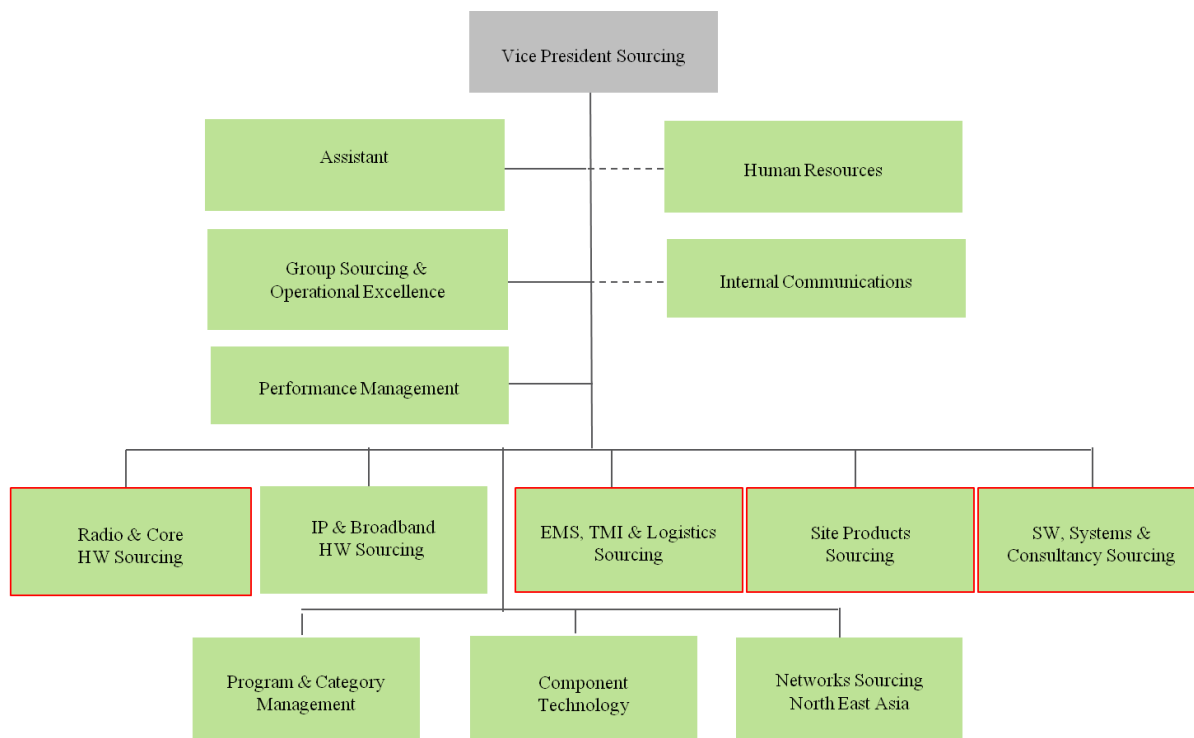 Vice President Sourcing
Assistant
Human Resources
Group Sourcing &
Operational Excellence
Internal Communications
Performance Management
Radio & Core
HW Sourcing
IP & Broadband
HW Sourcing
EMS, TMI & Logistics
Sourcing
Site Products
Sourcing
SW, Systems &
Consultancy Sourcing
Program & Category
Management
Component
Technology
Networks Sourcing
North East Asia